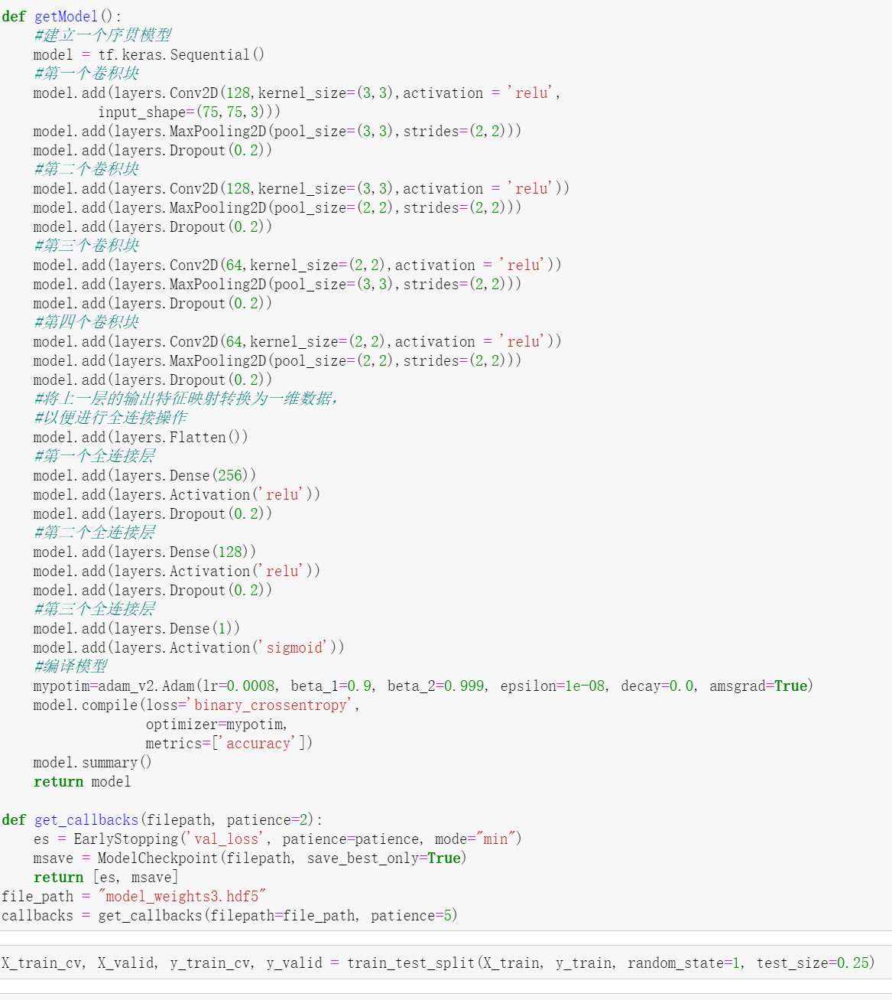 def getModel():
    #建立一个序贯模型
    model = tf.keras.Sequential()
    #第一个卷积块
    model.add(layers.Conv2D(128,kernel_size=(3,3),activation = 'relu',
            input_shape=(75,75,3)))
    model.add(layers.MaxPooling2D(pool_size=(3,3),strides=(2,2)))
    model.add(layers.Dropout(0.2))
    #第二个卷积块
    model.add(layers.Conv2D(128,kernel_size=(3,3),activation = 'relu'))
    model.add(layers.MaxPooling2D(pool_size=(2,2),strides=(2,2)))
    model.add(layers.Dropout(0.2))
    #第三个卷积块
    model.add(layers.Conv2D(64,kernel_size=(2,2),activation = 'relu'))
    model.add(layers.MaxPooling2D(pool_size=(3,3),strides=(2,2)))
    model.add(layers.Dropout(0.2))
    #第四个卷积块
    model.add(layers.Conv2D(64,kernel_size=(2,2),activation = 'relu'))
    model.add(layers.MaxPooling2D(pool_size=(2,2),strides=(2,2)))
    model.add(layers.Dropout(0.2))
    #将上一层的输出特征映射转换为一维数据，
    #以便进行全连接操作
    model.add(layers.Flatten())
    #第一个全连接层
    model.add(layers.Dense(256))
    model.add(layers.Activation('relu'))
    model.add(layers.Dropout(0.2))
    #第二个全连接层
    model.add(layers.Dense(128))
    model.add(layers.Activation('relu'))
    model.add(layers.Dropout(0.2))
    #第三个全连接层
    model.add(layers.Dense(1))
    model.add(layers.Activation('sigmoid'))
    #编译模型
    mypotim=adam_v2.Adam(lr=0.0008, beta_1=0.9, beta_2=0.999, epsilon=1e-08, decay=0.0, amsgrad=True)
    model.compile(loss='binary_crossentropy',
                  optimizer=mypotim,
                  metrics=['accuracy'])
    model.summary()
    return model

def get_callbacks(filepath, patience=2):
    es = EarlyStopping('val_loss', patience=patience, mode="min")
    msave = ModelCheckpoint(filepath, save_best_only=True)
    return [es, msave]
file_path = "model_weights3.hdf5"
callbacks = get_callbacks(filepath=file_path, patience=5)
X_train_cv, X_valid, y_train_cv, y_valid = train_test_split(X_train, y_train, random_state=1, test_size=0.25)